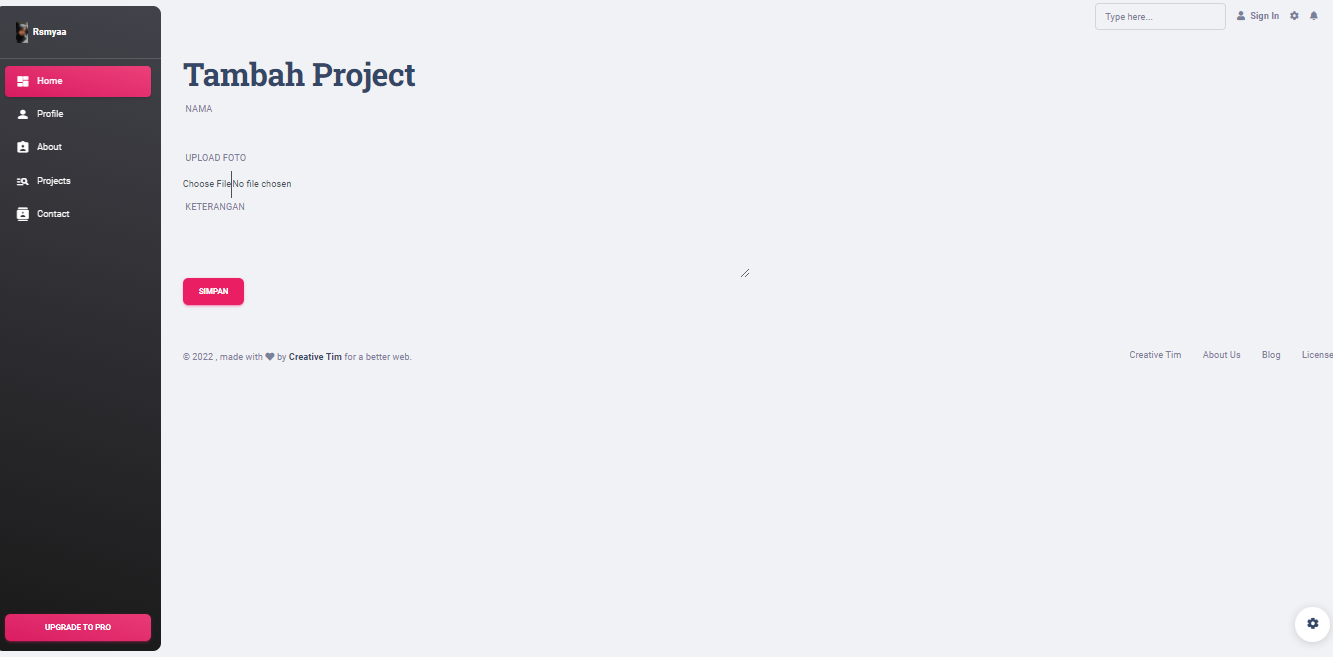 Rsmyaa
Home
Profile
About
Projects
Contact
UPGRADE TO PRO
Type here...
Sign In
Tambah Project
NAMA
UPLOAD FOTO
Choose File No file chosen
KETERANGAN
SIMPAN
© 2022 , made with by Creative Tim for a better web.
Creative Tim About Us Blog License